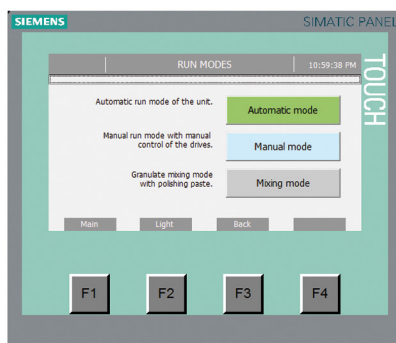 SIEMENS
SIMATIC PANEL
TOUCH
RUN MODES
10:59:38 PM
Automatic run mode of the unit.
Automatic mode
Manual run mode with manual
control of the drives.
Manual mode
Granulate mixing mode
with polishing paste.
Mixing mode
Main
Light
Back
F1
F2
F3
F4